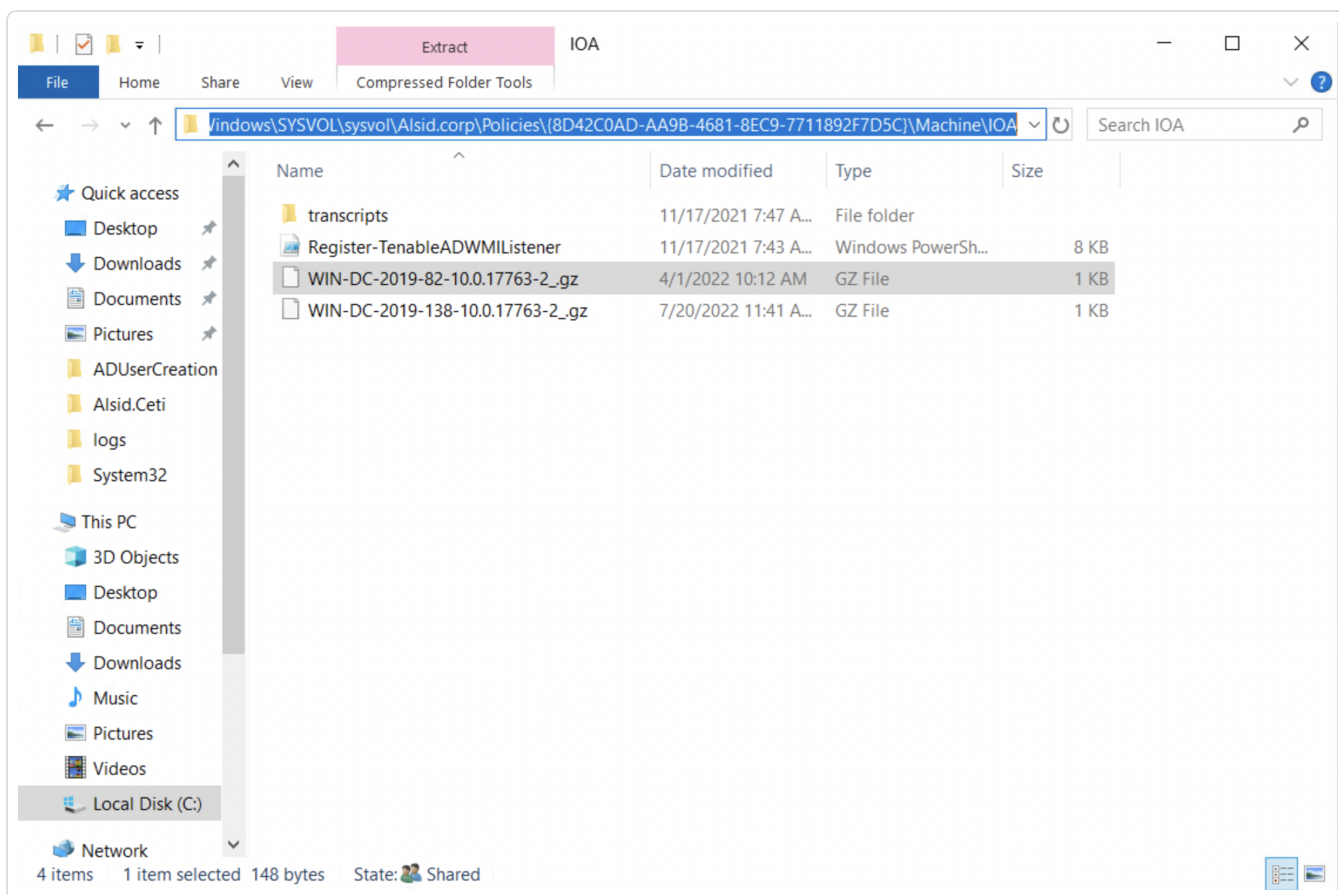 Extract
IOA
File
Home
Share
View
Compressed Folder Tools
?
Vindows\SYSVOL\sysvol\Alsid.corp\Policies\{8D42C0AD-AA9B-4681-8EC9-7711892F7D5C}\Machine\IOA
Search IOA
Name
Date modified
Type
Size
Quick access
Desktop
Downloads
Documents
Pictures
ADUserCreation
Alsid.Ceti
logs
System32
This PC
3D Objects
Desktop
Documents
Downloads
Music
Pictures
Videos
Local Disk (C:)
Network
transcripts 11/17/2021 7:47 A... File folder
Register-TenableADWMIListener 11/17/2021 7:43 A... Windows PowerSh... 8 KB
WIN-DC-2019-82-10.0.17763-2_.gz 4/1/2022 10:12 AM GZ File 1 KB
WIN-DC-2019-138-10.0.17763-2_.gz 7/20/2022 11:41 A... GZ File 1 KB
4 items 1 item selected 148 bytes State: Shared